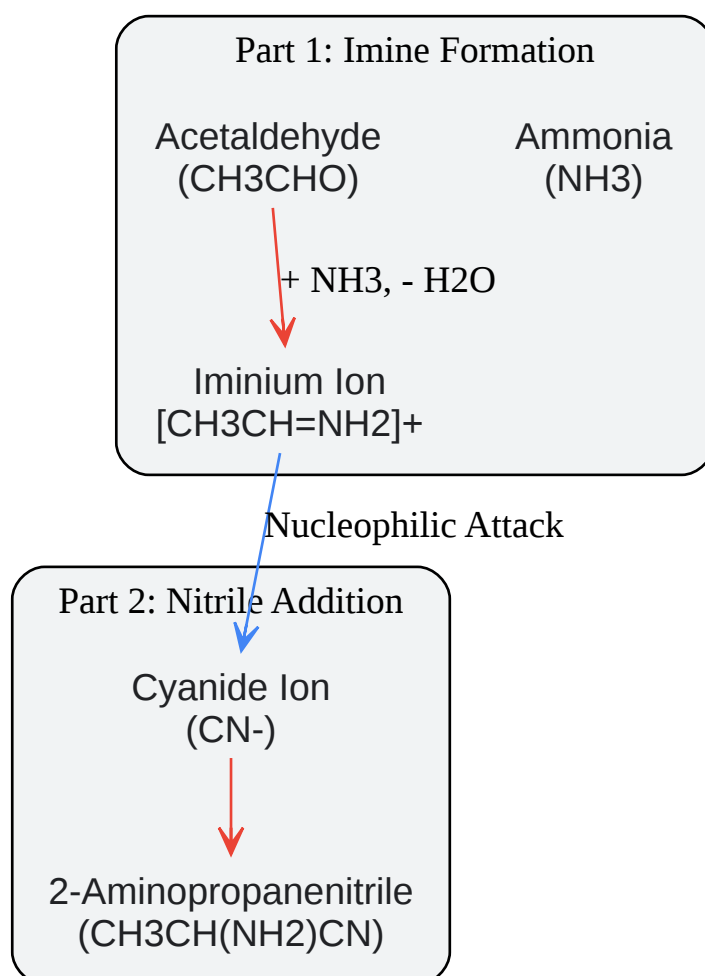 Part 1: Imine Formation
Acetaldehyde
(CH3CHO)
Ammonia
(NH3)
+ NH3, - H2O
Iminium Ion
[CH3CH=NH2]+
Nucleophilic Attack
Part 2: Nitrile Addition
Cyanide Ion
(CN-)
2-Aminopropanenitrile
(CH3CH(NH2)CN)